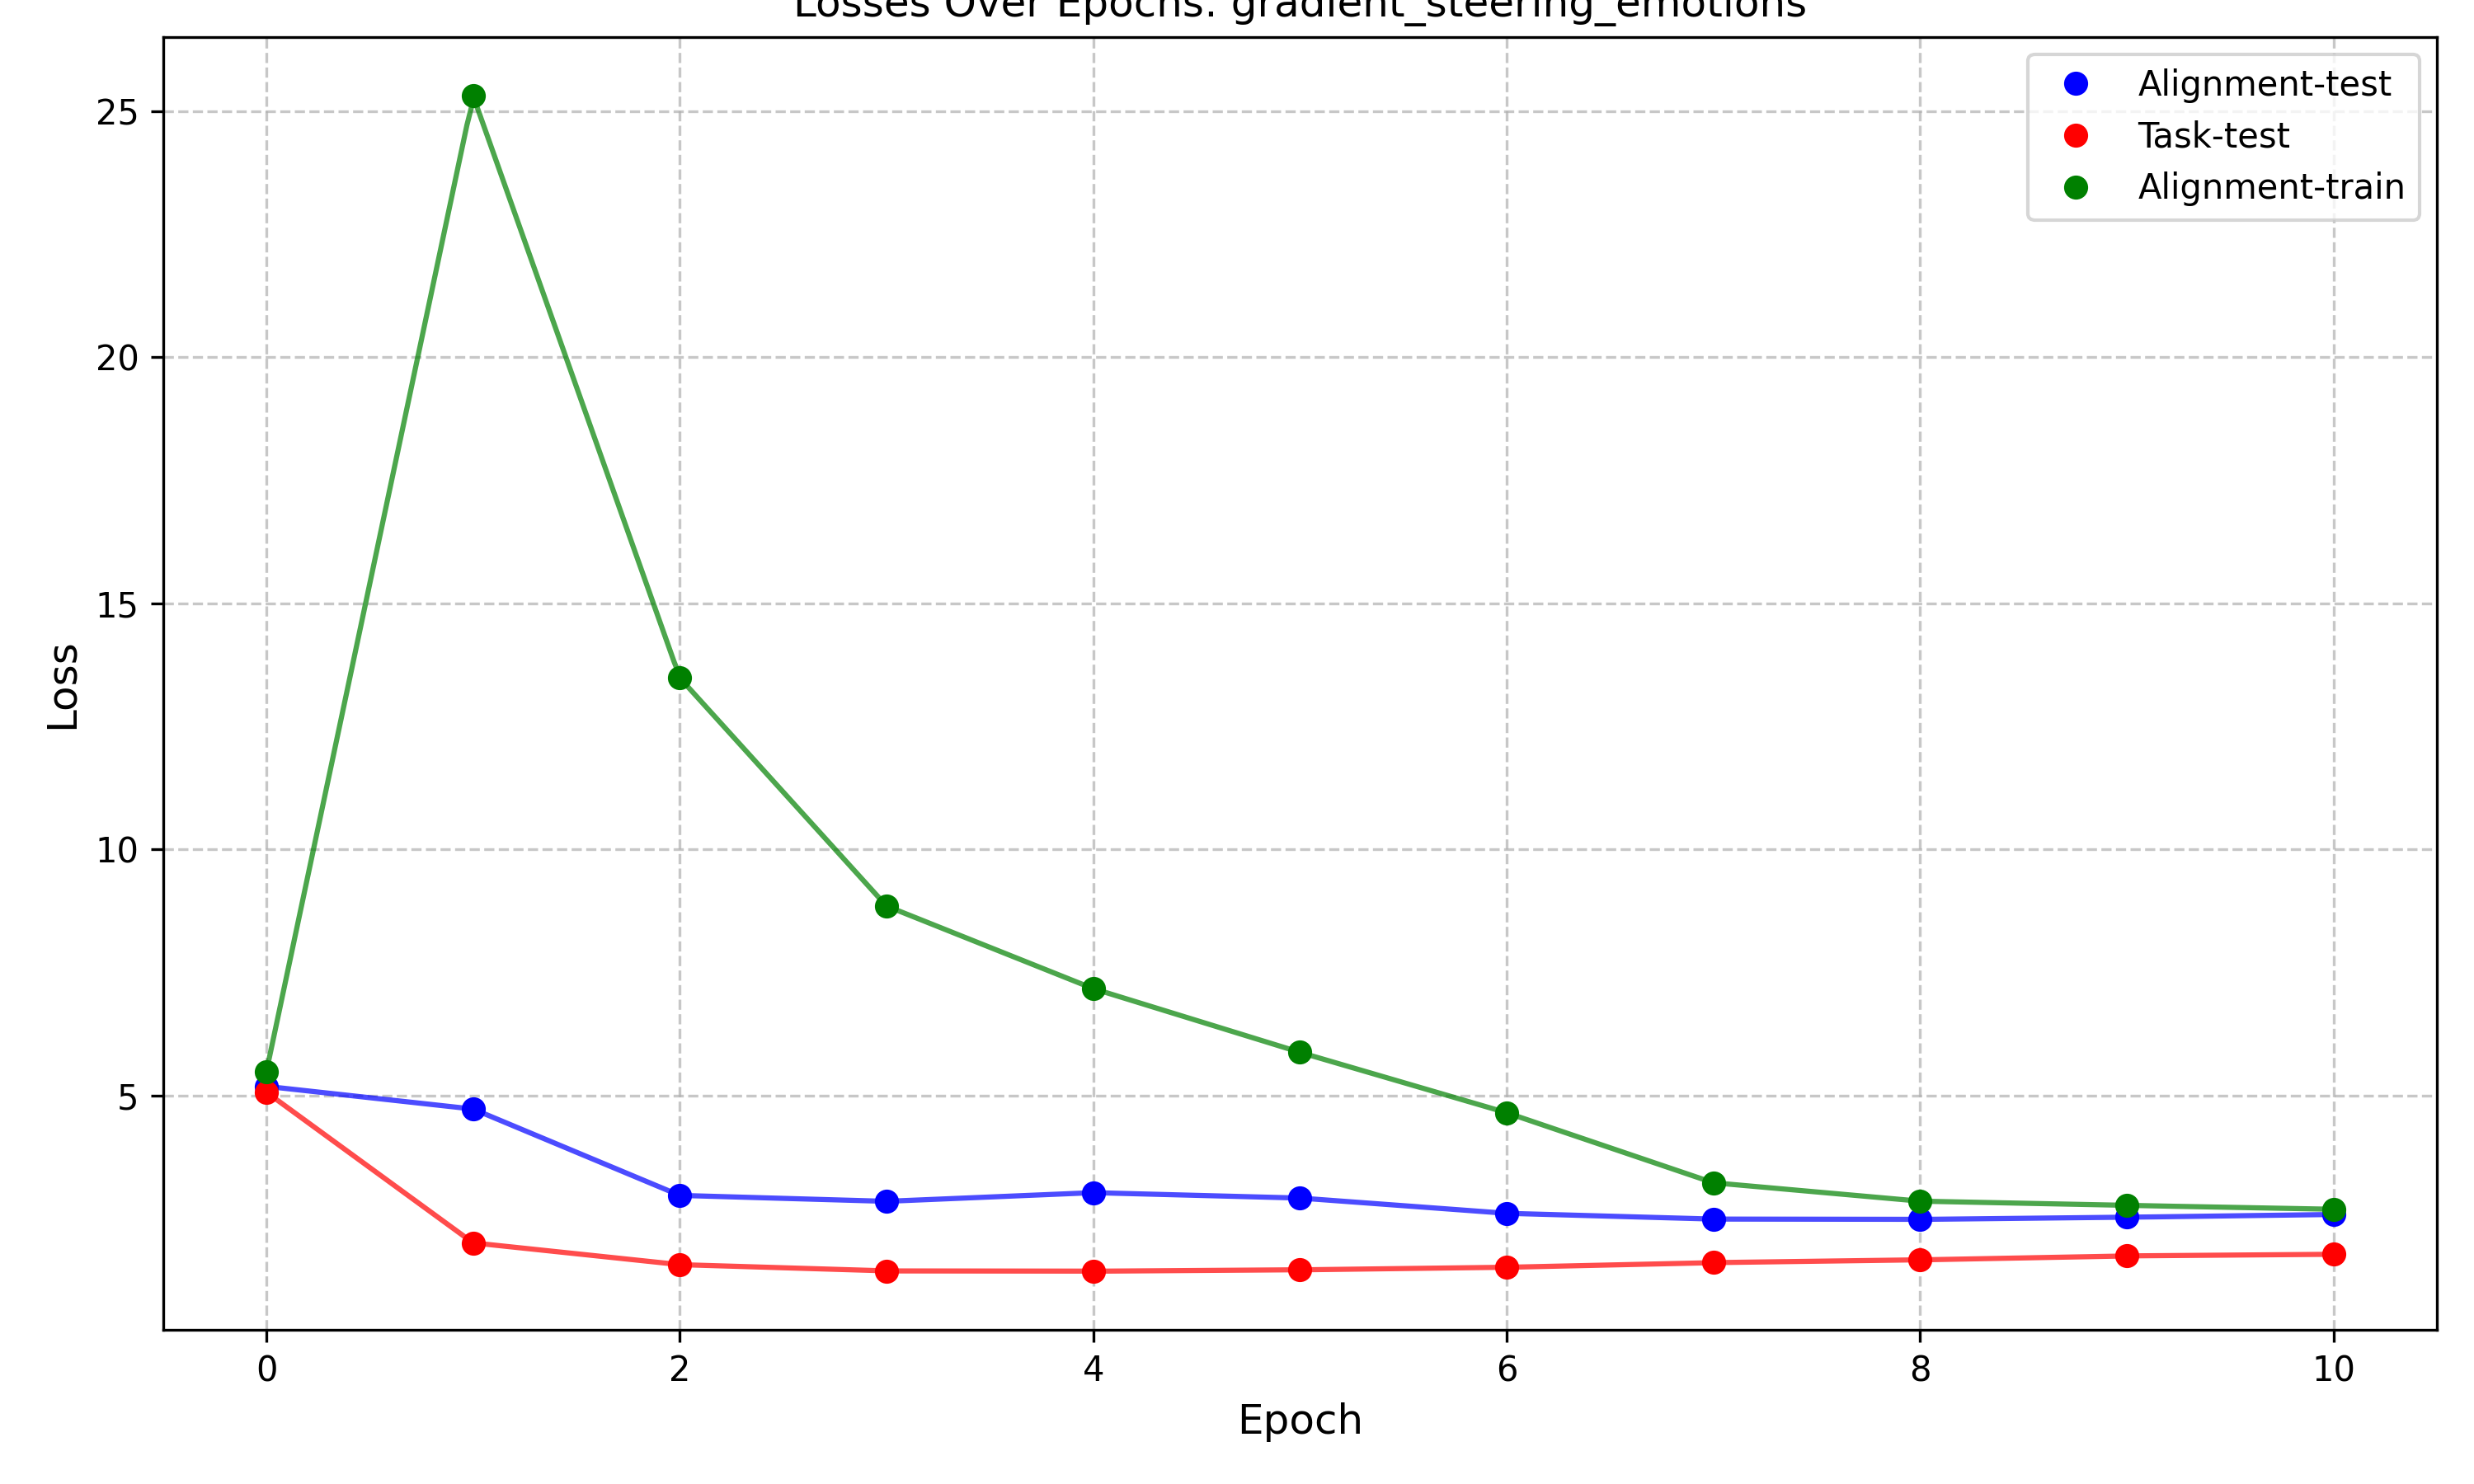 Losses Over Epochs: gradient_steering_emotions
Alignment-test
Task-test
Alignment-train
25
20
15
10
5
Loss
0 2 4 6 8 10
Epoch